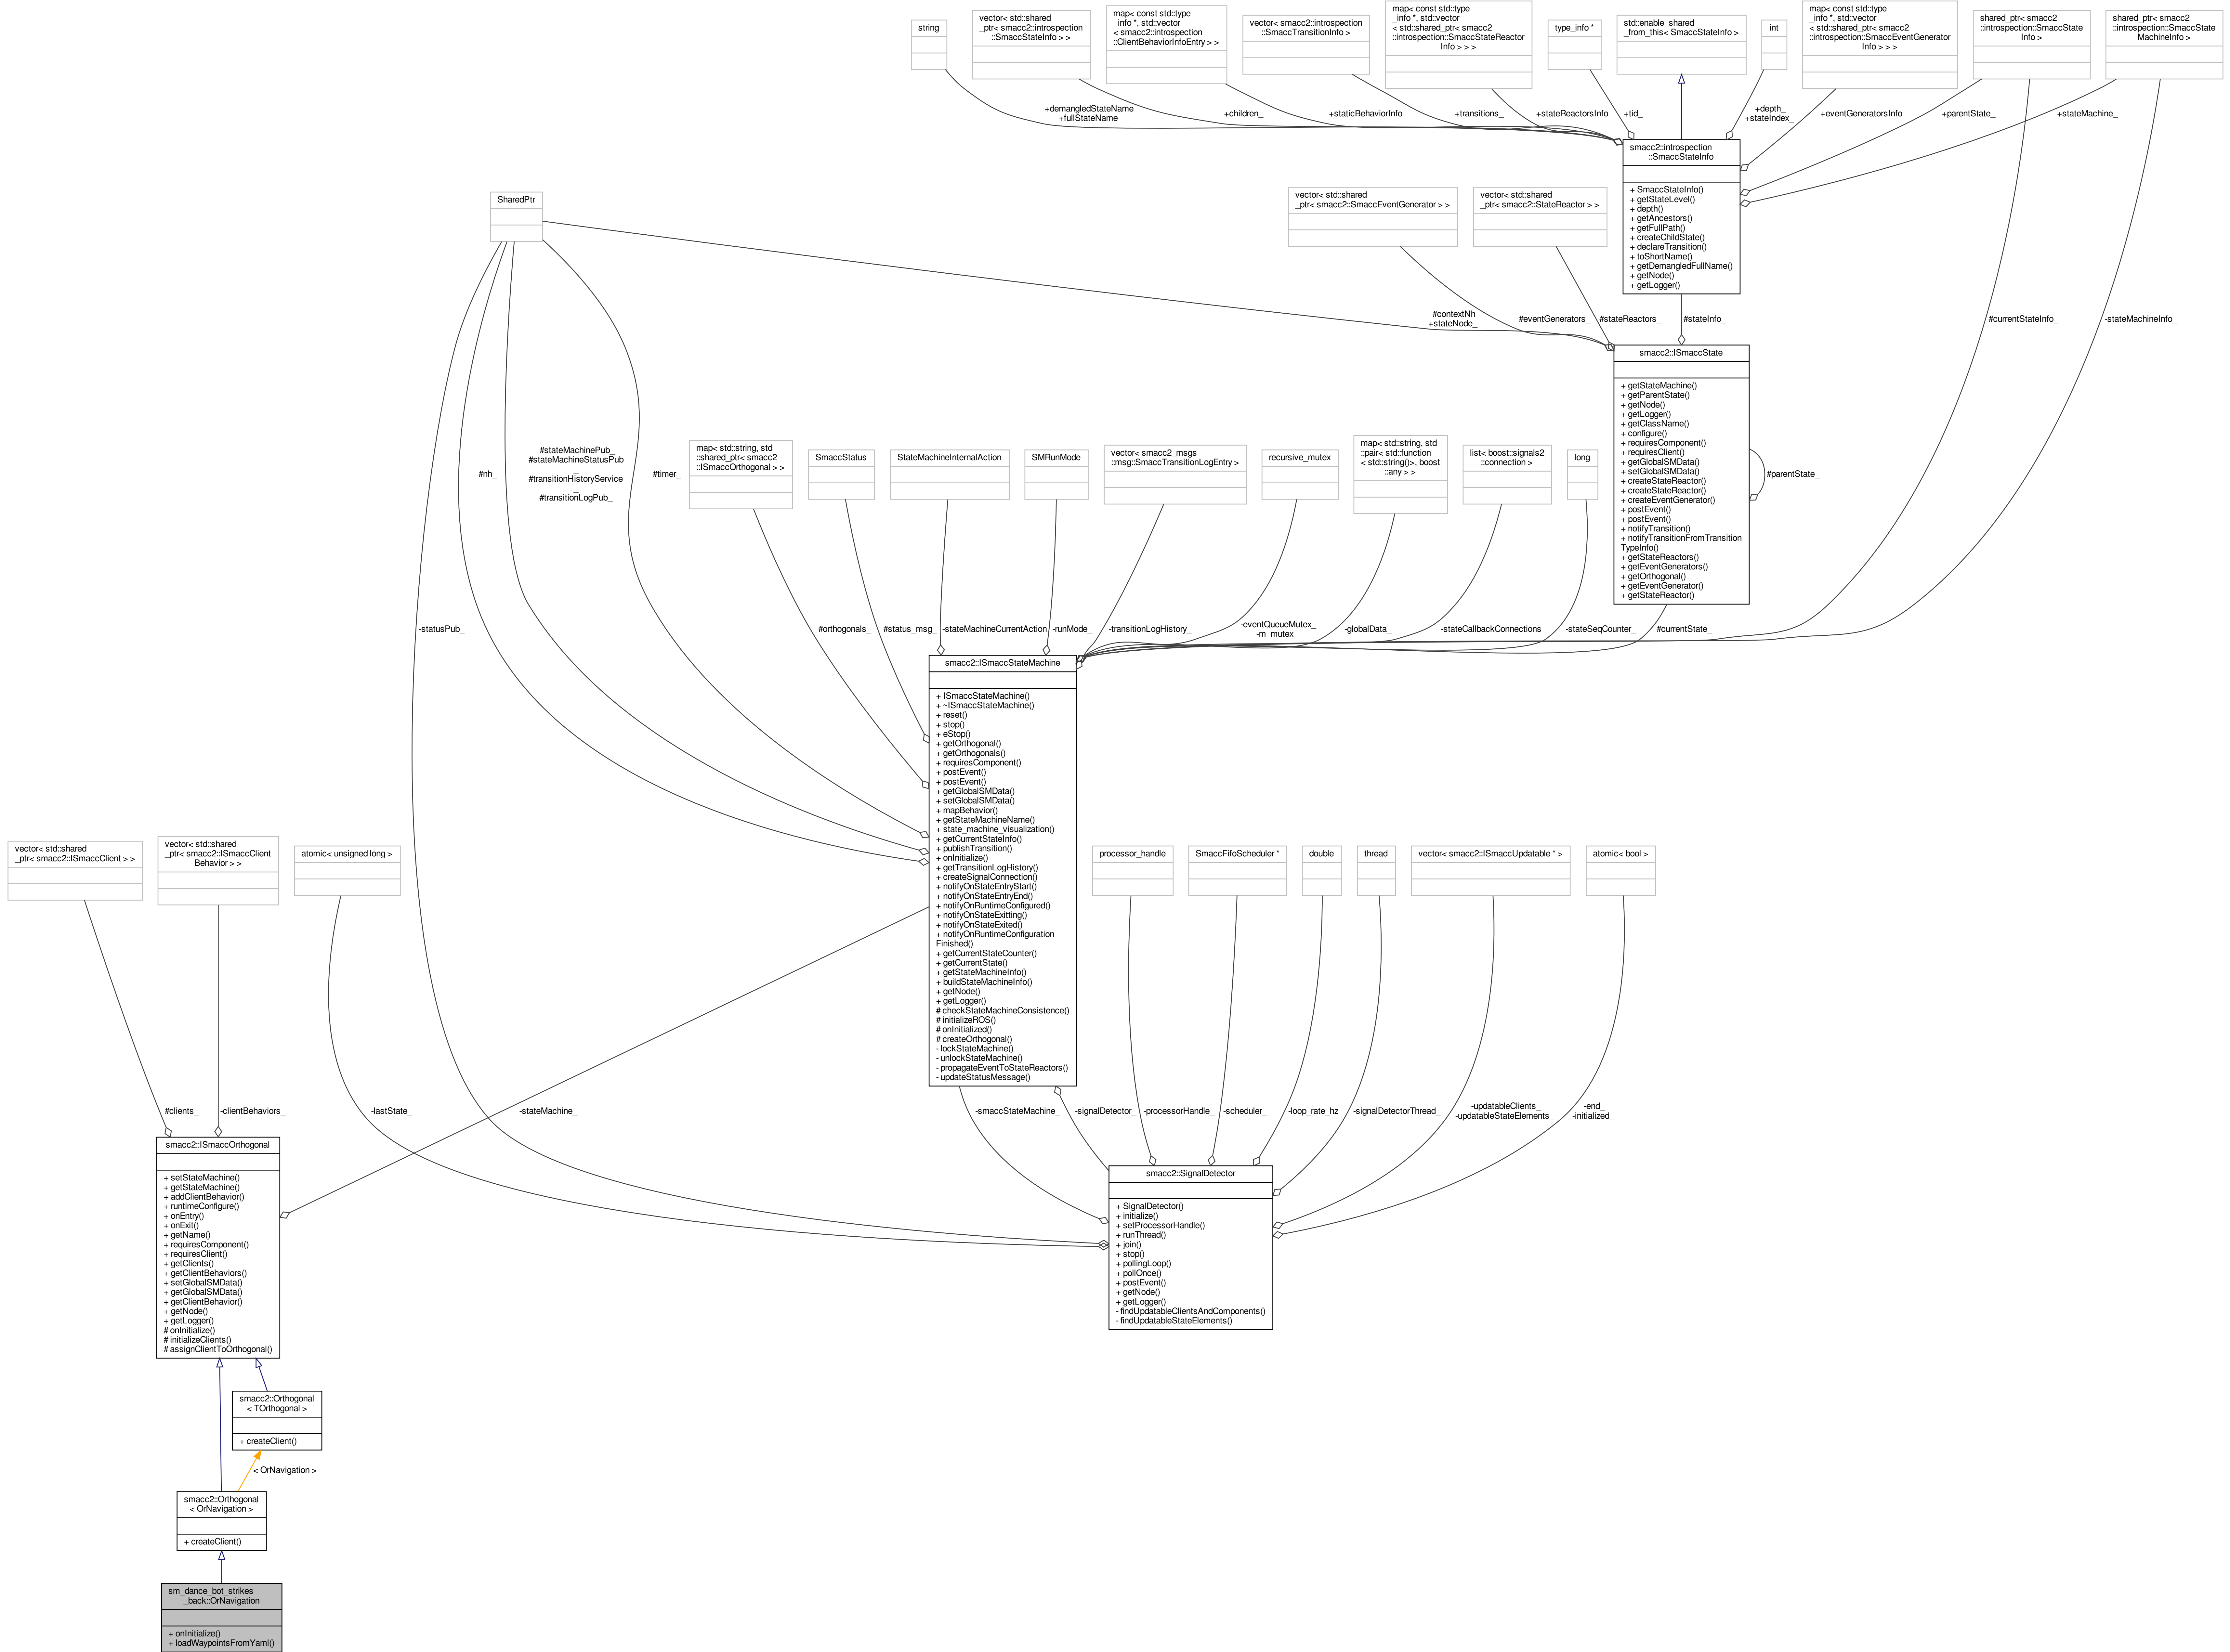 string
vector< std::shared
_ptr< smacc2::introspection
::SmaccStateInfo > >
map< const std::type
_info *, std::vector
< smacc2::introspection
::ClientBehaviorInfoEntry > >
vector< smacc2::introspection
::SmaccTransitionInfo >
map< const std::type
_info *, std::vector
< std::shared_ptr< smacc2
::introspection::SmaccStateReactor
Info > > >
type_info *
std::enable_shared
_from_this< SmaccStateInfo >
int
map< const std::type
_info *, std::vector
< std::shared_ptr< smacc2
::introspection::SmaccEventGenerator
Info > > >
shared_ptr< smacc2
::introspection::SmaccState
Info >
shared_ptr< smacc2
::introspection::SmaccState
MachineInfo >
+demangledStateName
+fullStateName
+children_
+staticBehaviorInfo
+transitions_
+stateReactorsInfo
+tid_
+depth_
+stateIndex_
+eventGeneratorsInfo
+parentState_
+stateMachine_
smacc2::introspection
::SmaccStateInfo
+ SmaccStateInfo()
+ getStateLevel()
+ depth()
+ getAncestors()
+ getFullPath()
+ createChildState()
+ declareTransition()
+ toShortName()
+ getDemangledFullName()
+ getNode()
+ getLogger()
SharedPtr
vector< std::shared
_ptr< smacc2::SmaccEventGenerator > >
vector< std::shared
_ptr< smacc2::StateReactor > >
#contextNh
+stateNode_
#eventGenerators_
#stateReactors_
#stateInfo_
#currentStateInfo_
-stateMachineInfo_
smacc2::ISmaccState
+ getStateMachine()
+ getParentState()
+ getNode()
+ getLogger()
+ getClassName()
+ configure()
+ requiresComponent()
+ requiresClient()
+ getGlobalSMData()
+ setGlobalSMData()
+ createStateReactor()
+ createStateReactor()
+ createEventGenerator()
+ postEvent()
+ postEvent()
+ notifyTransition()
+ notifyTransitionFromTransition
TypeInfo()
+ getStateReactors()
+ getEventGenerators()
+ getOrthogonal()
+ getEventGenerator()
+ getStateReactor()
#parentState_
#nh_
#stateMachinePub_
#stateMachineStatusPub
_
#transitionHistoryService
_
#transitionLogPub_
#timer_
map< std::string, std
::shared_ptr< smacc2
::ISmaccOrthogonal > >
SmaccStatus
StateMachineInternalAction
SMRunMode
vector< smacc2_msgs
::msg::SmaccTransitionLogEntry >
recursive_mutex
map< std::string, std
::pair< std::function
< std::string()>, boost
::any > >
list< boost::signals2
::connection >
long
-statusPub_
#orthogonals_
#status_msg_
-stateMachineCurrentAction
-runMode_
-transitionLogHistory_
-eventQueueMutex_
-m_mutex_
-globalData_
-stateCallbackConnections
-stateSeqCounter_
#currentState_
smacc2::ISmaccStateMachine
+ ISmaccStateMachine()
+ ~ISmaccStateMachine()
+ reset()
+ stop()
+ eStop()
+ getOrthogonal()
+ getOrthogonals()
+ requiresComponent()
+ postEvent()
+ postEvent()
+ getGlobalSMData()
+ setGlobalSMData()
+ mapBehavior()
+ getStateMachineName()
+ state_machine_visualization()
+ getCurrentStateInfo()
+ publishTransition()
+ onInitialize()
+ getTransitionLogHistory()
+ createSignalConnection()
+ notifyOnStateEntryStart()
+ notifyOnStateEntryEnd()
+ notifyOnRuntimeConfigured()
+ notifyOnStateExitting()
+ notifyOnStateExited()
+ notifyOnRuntimeConfiguration
Finished()
+ getCurrentStateCounter()
+ getCurrentState()
+ getStateMachineInfo()
+ buildStateMachineInfo()
+ getNode()
+ getLogger()
# checkStateMachineConsistence()
# initializeROS()
# onInitialized()
# createOrthogonal()
- lockStateMachine()
- unlockStateMachine()
- propagateEventToStateReactors()
- updateStatusMessage()
vector< std::shared
_ptr< smacc2::ISmaccClient > >
vector< std::shared
_ptr< smacc2::ISmaccClient
Behavior > >
atomic< unsigned long >
processor_handle
SmaccFifoScheduler *
double
thread
vector< smacc2::ISmaccUpdatable * >
atomic< bool >
#clients_
-clientBehaviors_
-lastState_
-stateMachine_
-smaccStateMachine_
-signalDetector_
-processorHandle_
-scheduler_
-loop_rate_hz
-signalDetectorThread_
-updatableClients_
-updatableStateElements_
-end_
-initialized_
smacc2::ISmaccOrthogonal
+ setStateMachine()
+ getStateMachine()
+ addClientBehavior()
+ runtimeConfigure()
+ onEntry()
+ onExit()
+ getName()
+ requiresComponent()
+ requiresClient()
+ getClients()
+ getClientBehaviors()
+ setGlobalSMData()
+ getGlobalSMData()
+ getClientBehavior()
+ getNode()
+ getLogger()
# onInitialize()
# initializeClients()
# assignClientToOrthogonal()
smacc2::SignalDetector
+ SignalDetector()
+ initialize()
+ setProcessorHandle()
+ runThread()
+ join()
+ stop()
+ pollingLoop()
+ pollOnce()
+ postEvent()
+ getNode()
+ getLogger()
- findUpdatableClientsAndComponents()
- findUpdatableStateElements()
smacc2::Orthogonal
< TOrthogonal >
+ createClient()
< OrNavigation >
smacc2::Orthogonal
< OrNavigation >
+ createClient()
sm_dance_bot_strikes
_back::OrNavigation
+ onInitialize()
+ loadWaypointsFromYaml()